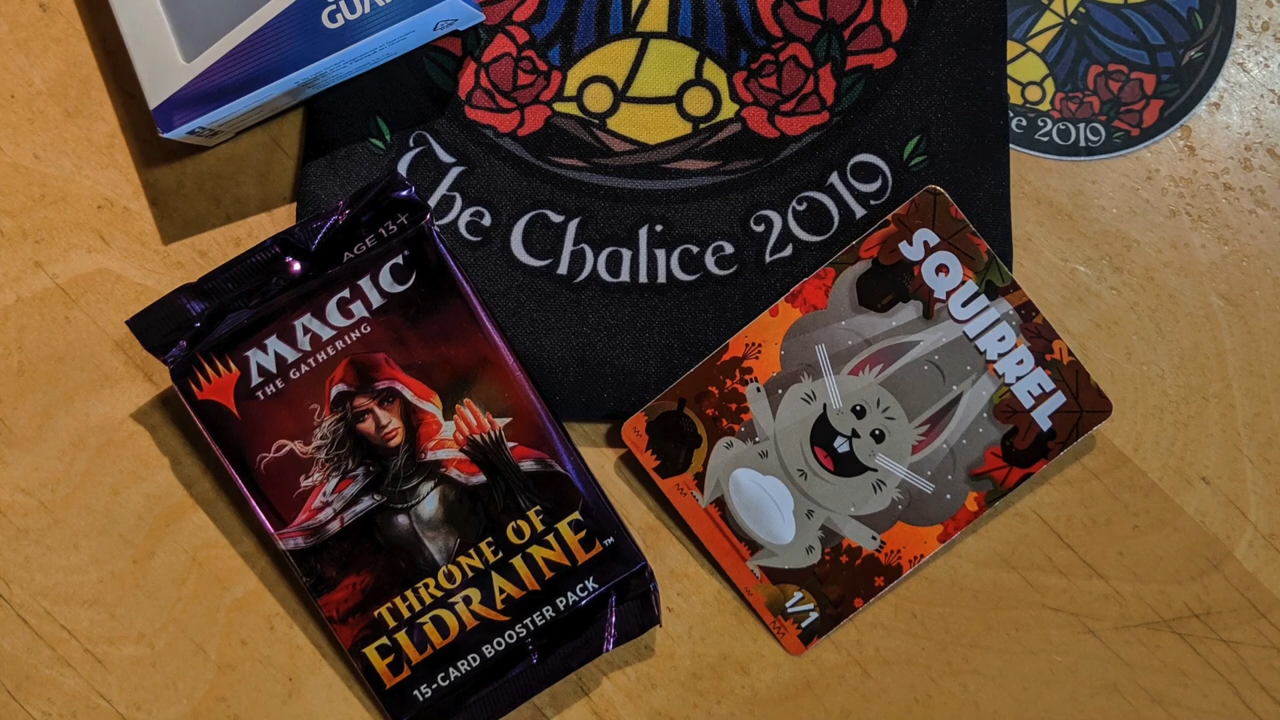 GUA
The Chalice 2019
e 2019
AGE 13+
MAGIC
THE GATHERING
THRONE OF
ELDRAINE™
15-CARD BOOSTER PACK
SQUIRREL
1/1